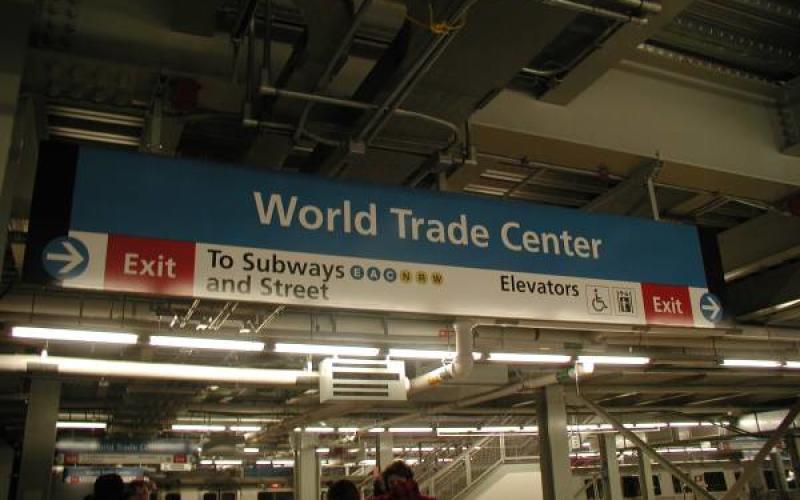 World Trade Center
Exit To Subways E A C N R W Elevators Exit
and Street